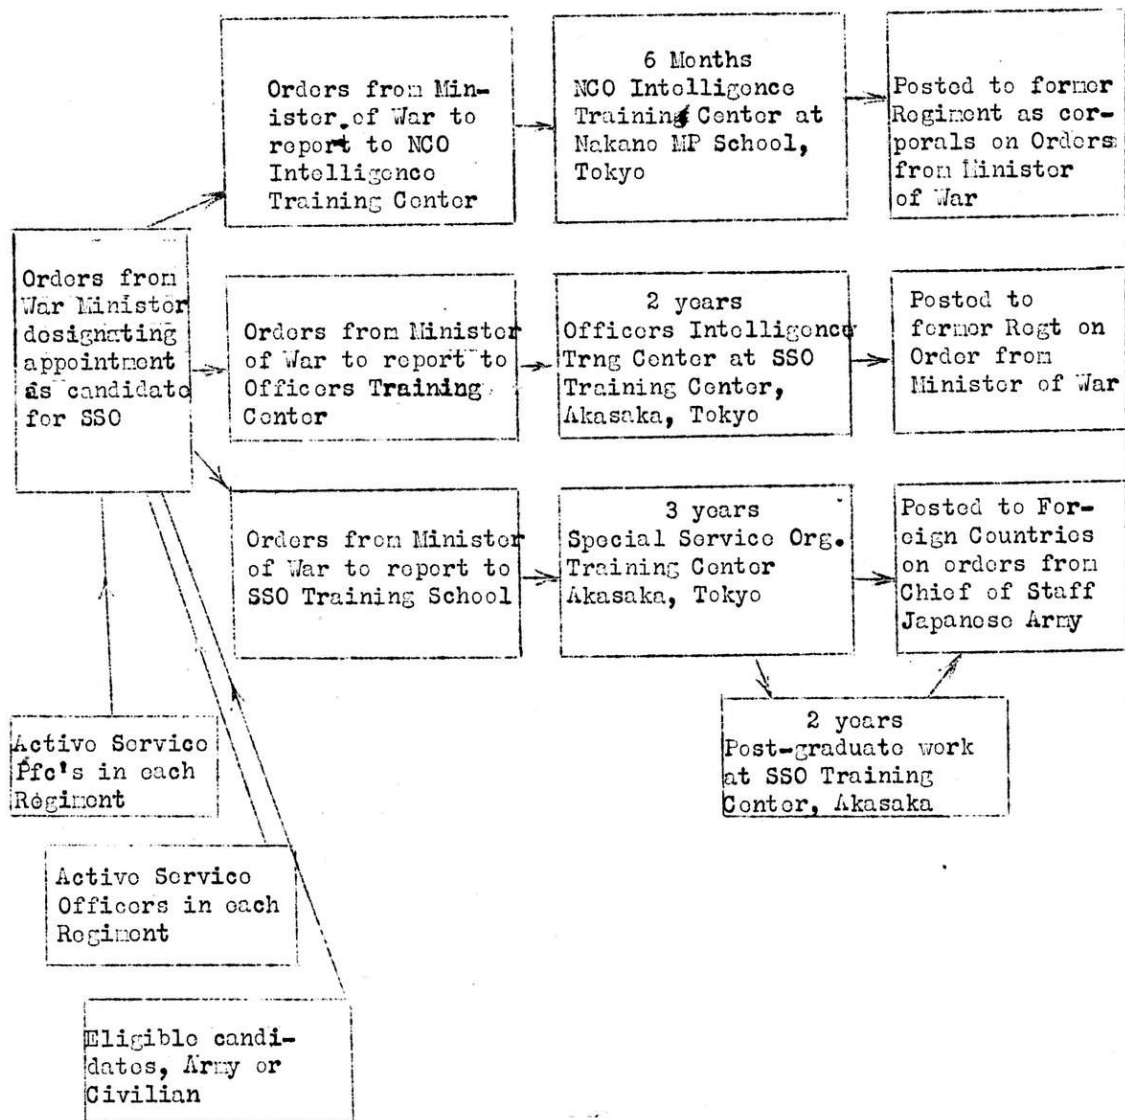 Orders from Min-
ister of War to
report to NCO
Intelligence
Training Center
6 Months
NCO Intelligence
Training Center at
Nakano MP School,
Tokyo
Posted to former
Regiment as cor-
porals on Orders
from Minister
of War
Orders from
War Minister
designating
appointment
as candidate
for SSO
Orders from Minister
of War to report to
Officers Training
Center
2 years
Officers Intelligence
Trng Center at SSO
Training Center,
Akasaka, Tokyo
Posted to
former Regt on
Order from
Minister of War
Orders from Minister
of War to report to
SSO Training School
3 years
Special Service Org.
Training Center
Akasaka, Tokyo
Posted to For-
eign Countries
on orders from
Chief of Staff
Japanese Army
2 years
Post-graduate work
at SSO Training
Center, Akasaka
Active Service
Pfc's in each
Regiment
Active Service
Officers in each
Regiment
Eligible candi-
dates, Army or
Civilian